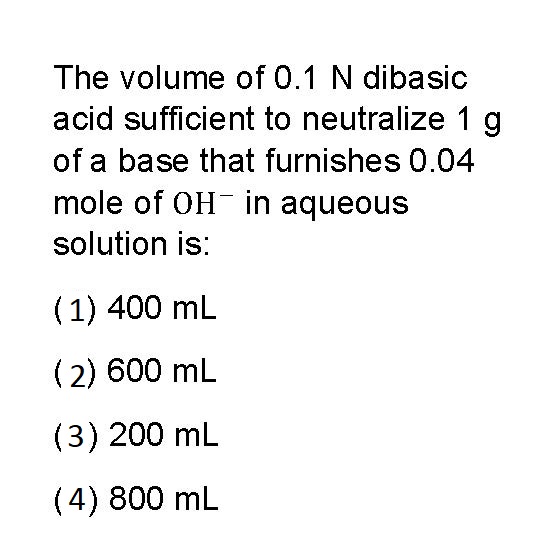 The volume of 0.1 N dibasic
acid sufficient to neutralize 1 g
of a base that furnishes 0.04
mole of OH⁻ in aqueous
solution is:
(1) 400 mL
(2) 600 mL
(3) 200 mL
(4) 800 mL